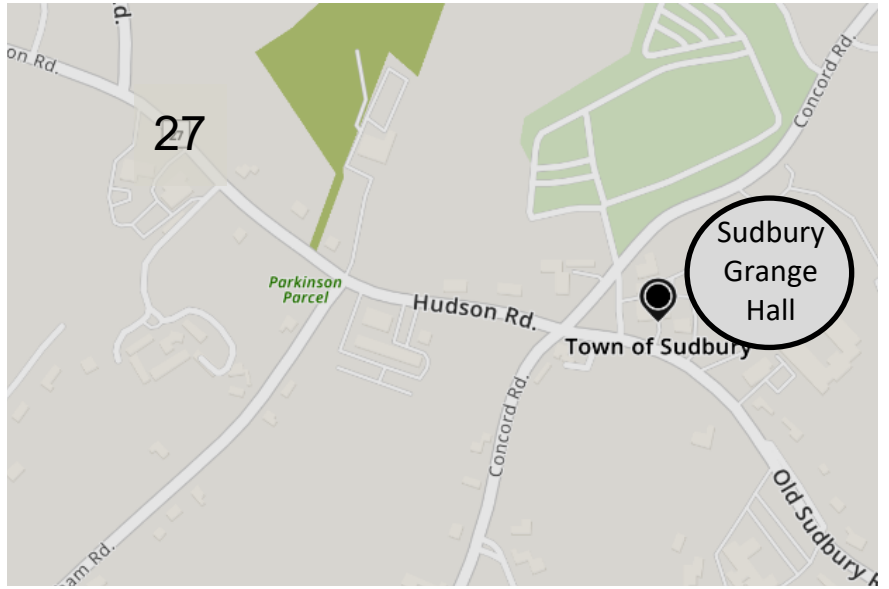 d.
on Rd.
27
27
Concord Rd.
Sudbury
Grange
Hall
Parkinson
Parcel
Hudson Rd.
Town of Sudbury
Concord Rd.
Old Sudbury R
am Rd.